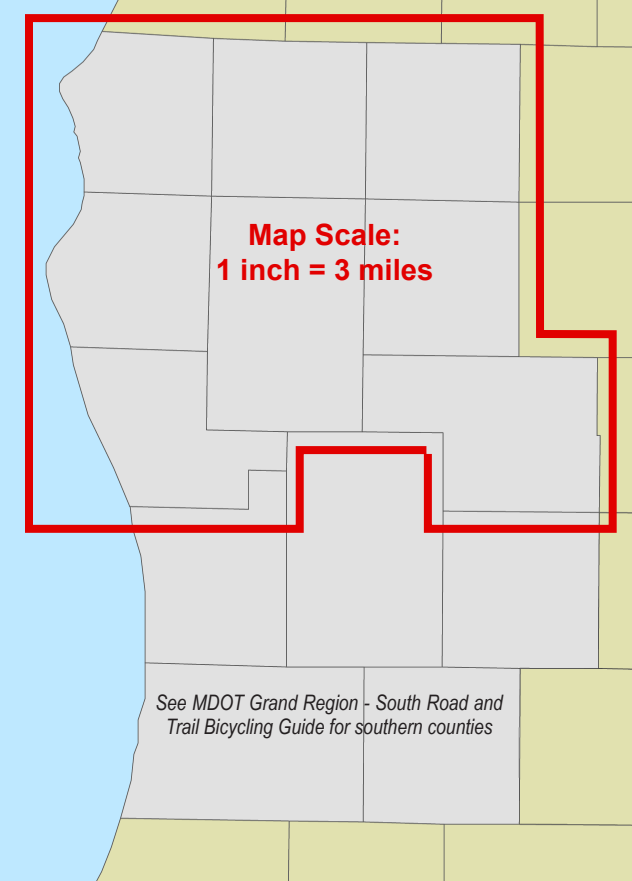 Map Scale:
1 inch = 3 miles
See MDOT Grand Region - South Road and
Trail Bicycling Guide for southern counties